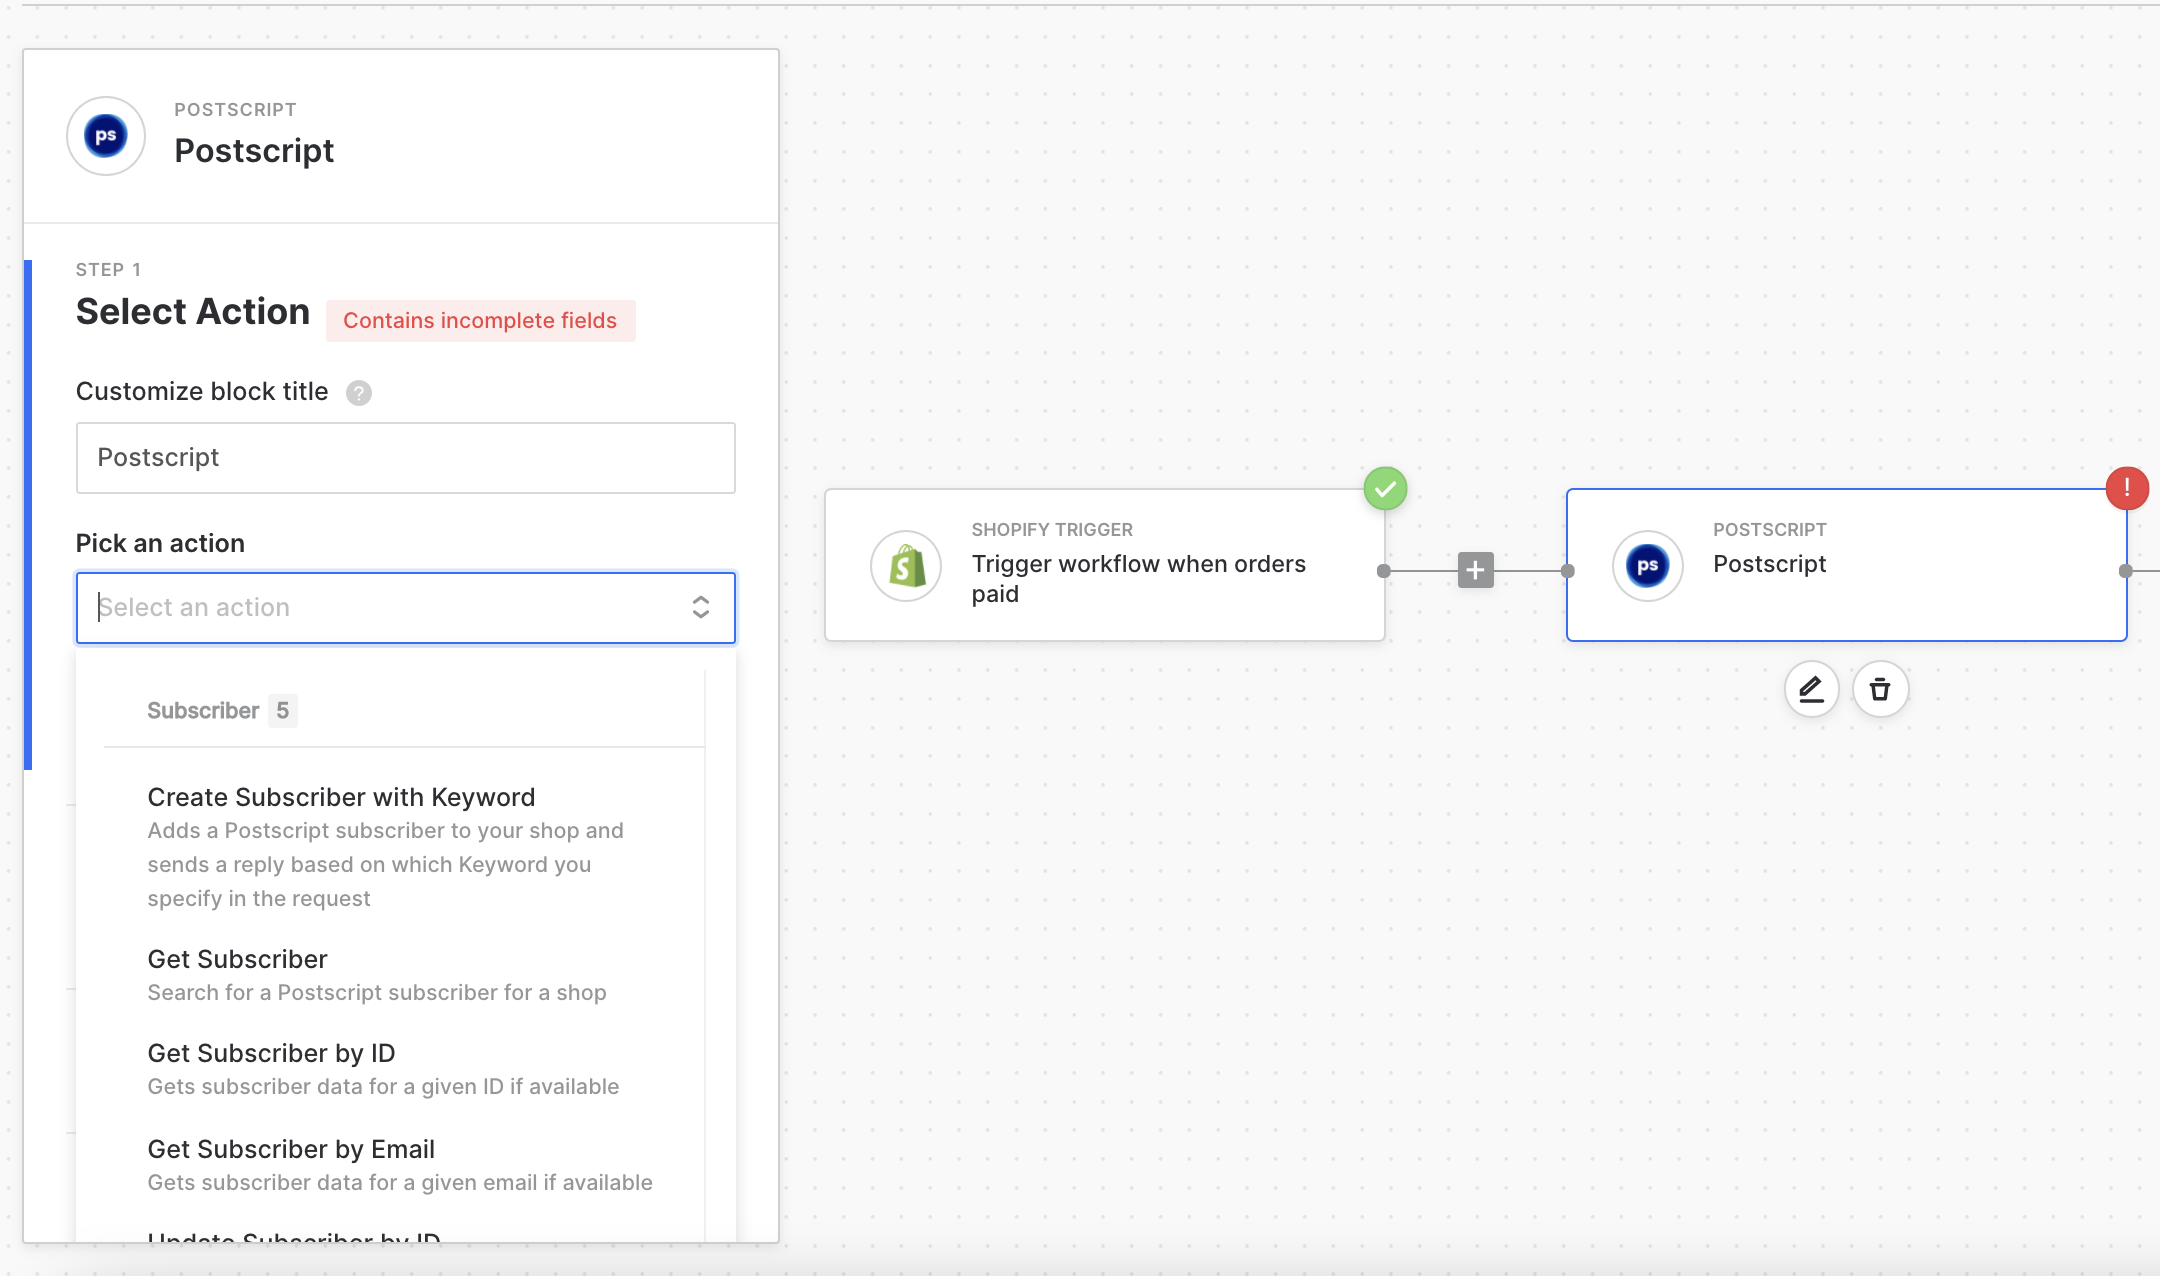 ps
POSTSCRIPT
Postscript
STEP 1
Select Action
Contains incomplete fields
Customize block title ?
Postscript
Pick an action
Select an action
Subscriber 5
Create Subscriber with Keyword
Adds a Postscript subscriber to your shop and
sends a reply based on which Keyword you
specify in the request
Get Subscriber
Search for a Postscript subscriber for a shop
Get Subscriber by ID
Gets subscriber data for a given ID if available
Get Subscriber by Email
Gets subscriber data for a given email if available
Update Subscriber by ID
S
SHOPIFY TRIGGER
Trigger workflow when orders
paid
+
ps
POSTSCRIPT
Postscript
!